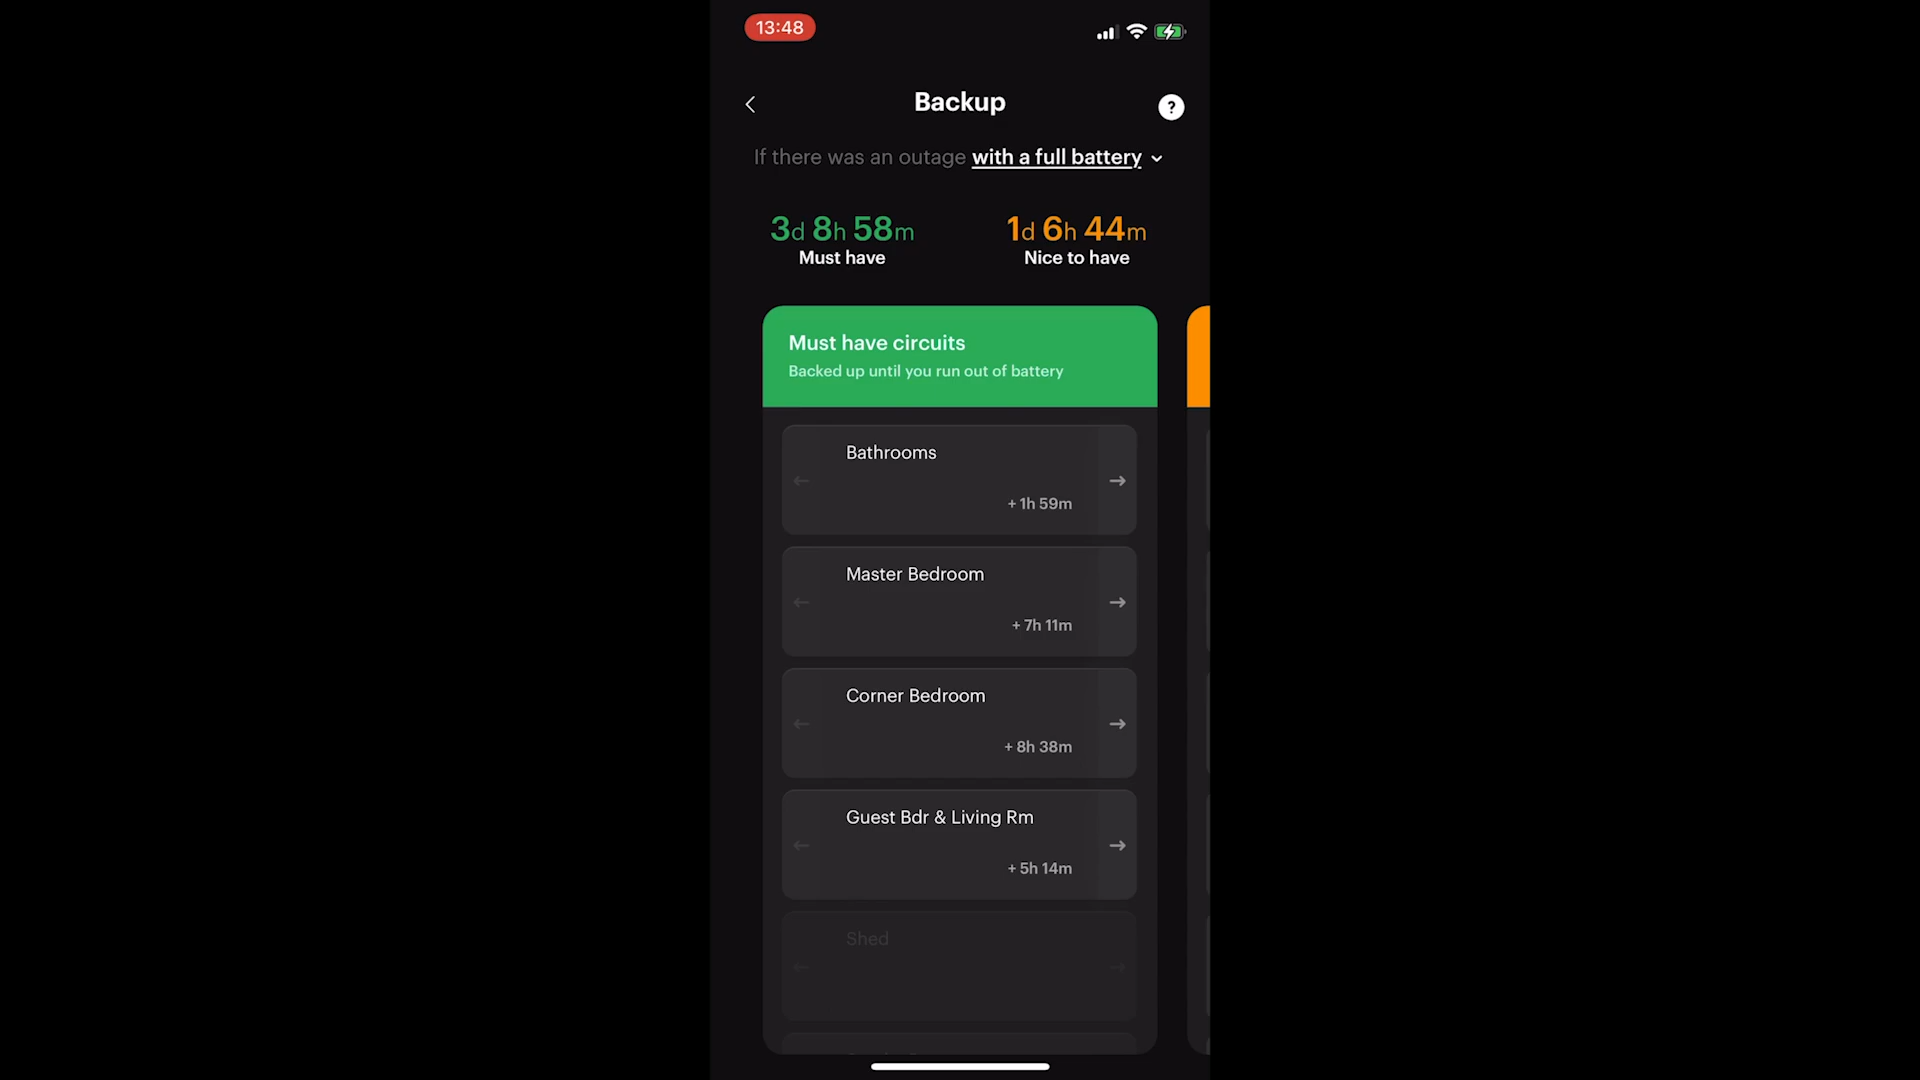 13:48
Backup
?
If there was an outage with a full battery
3d 8h 58m
Must have
1d 6h 44m
Nice to have
Must have circuits
Backed up until you run out of battery
Bathrooms
+ 1h 59m
Master Bedroom
+ 7h 11m
Corner Bedroom
+ 8h 38m
Guest Bdr & Living Rm
+ 5h 14m
Shed